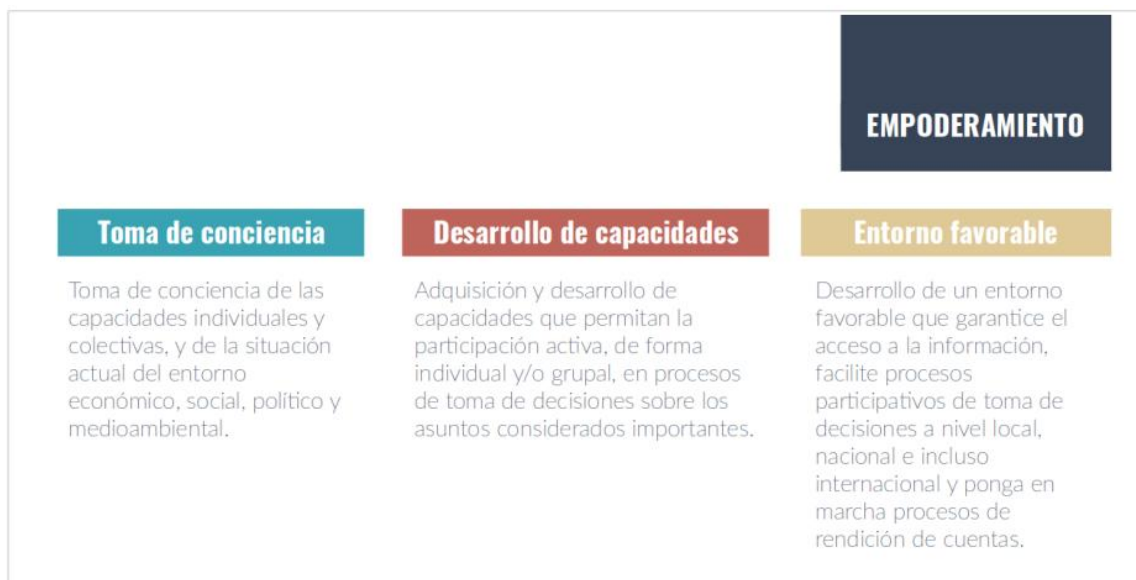 EMPODERAMIENTO
Toma de conciencia
Toma de conciencia de las
capacidades individuales y
colectivas, y de la situación
actual del entorno
económico, social, político y
medioambiental.
Desarrollo de capacidades
Adquisición y desarrollo de
capacidades que permitan la
participación activa, de forma
individual y/o grupal, en procesos
de toma de decisiones sobre los
asuntos considerados importantes.
Entorno favorable
Desarrollo de un entorno
favorable que garantice el
acceso a la información,
facilite procesos
participativos de toma de
decisiones a nivel local,
nacional e incluso
internacional y ponga en
marcha procesos de
rendición de cuentas.